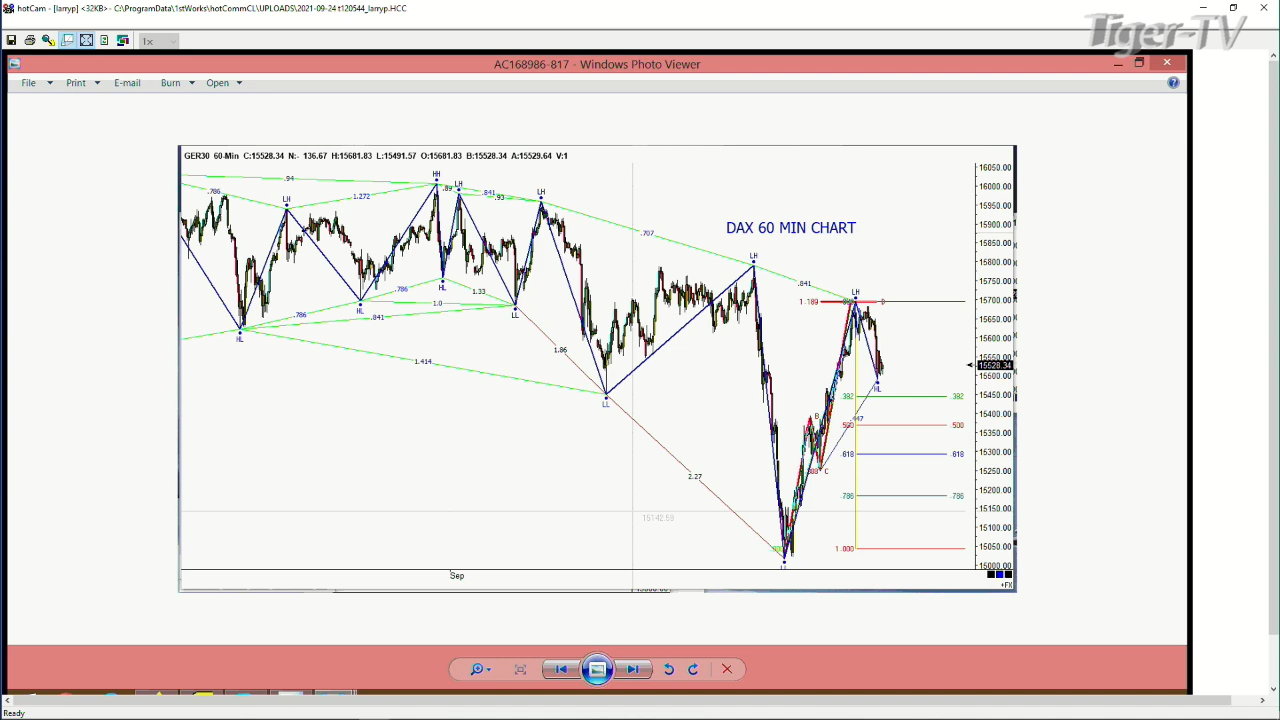 hotCam - [larryp] <32KB> - C:\ProgramData\1stWorks\hotCommCL\UPLOADS\2021-09-24 t120544_larryp.HCC
Tiger-TV
1x
AC168986-817 - Windows Photo Viewer
File Print E-mail Burn Open
GER30 60-Min C:15528.34 N:- 136.67 H:15681.83 L:15491.57 O:15681.83 B:15528.34 A:15529.64 V:1
DAX 60 MIN CHART
16050.00
16000.00
15950.00
15900.00
15850.00
15800.00
15750.00
15700.00
15650.00
15600.00
15550.00
15528.34
15500.00
15450.00
15400.00
15350.00
15300.00
15250.00
15200.00
15150.00
15100.00
15050.00
15000.00
.94
.786
LH
1.272
HH
.89
LH
.841
.93
LH
.707
LH
.841
LH
1.189
D
HL
.786
HL
.786
HL
1.0
.841
1.33
LL
1.414
1.86
LL
2.27
B
C
.447
HL
.382 .382
.500 .500
.618 .618
.786 .786
1.000
15142.59
Sep
+FX
Ready